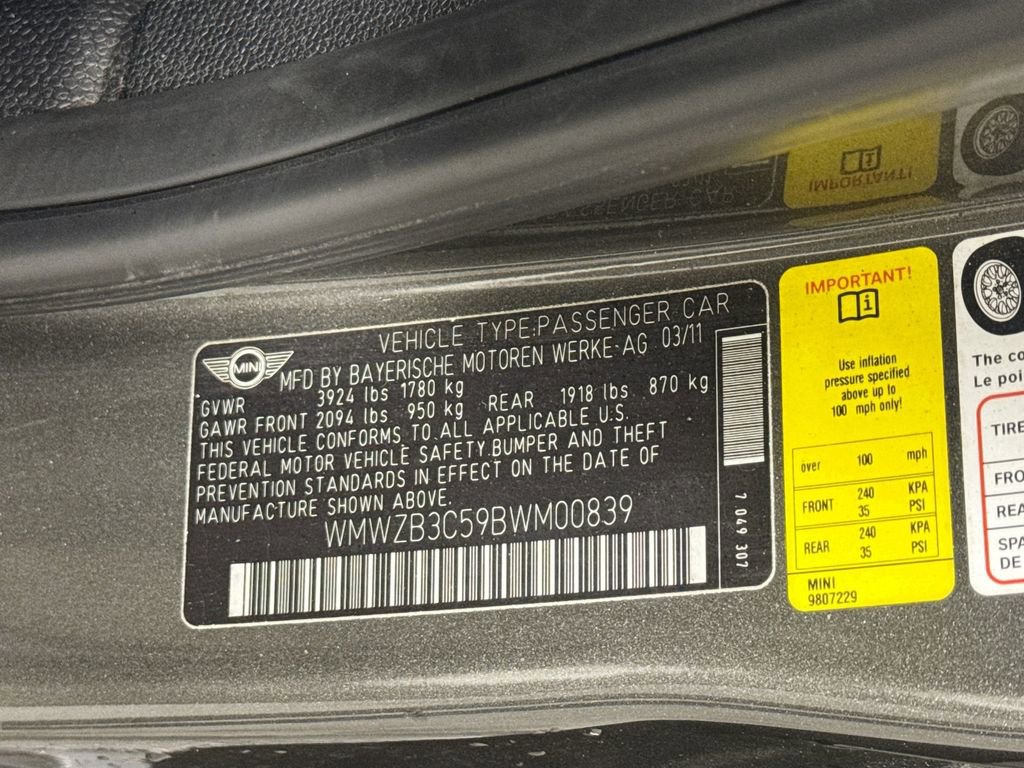 MINI
VEHICLE TYPE:PASSENGER CAR
MFD BY BAYERISCHE MOTOREN WERKE-AG 03/11
GVWR 3924 lbs 1780 kg
GAWR FRONT 2094 lbs 950 kg REAR 1918 lbs 870 kg
THIS VEHICLE CONFORMS TO ALL APPLICABLE U.S.
FEDERAL MOTOR VEHICLE SAFETY.BUMPER AND THEFT
PREVENTION STANDARDS IN EFFECT ON THE DATE OF
MANUFACTURE SHOWN ABOVE.
WMWZB3C59BWM00839
7 049 307
IMPORTANT!
Use inflation
pressure specified
above up to
100 mph only!
over 100 mph
FRONT 240 KPA
35 PSI
REAR 240 KPA
35 PSI
MINI
9807229
The co
Le poi
TIRE
FRO
REA
SPA
DE
IMPORTANT!
PASSENGER CAR